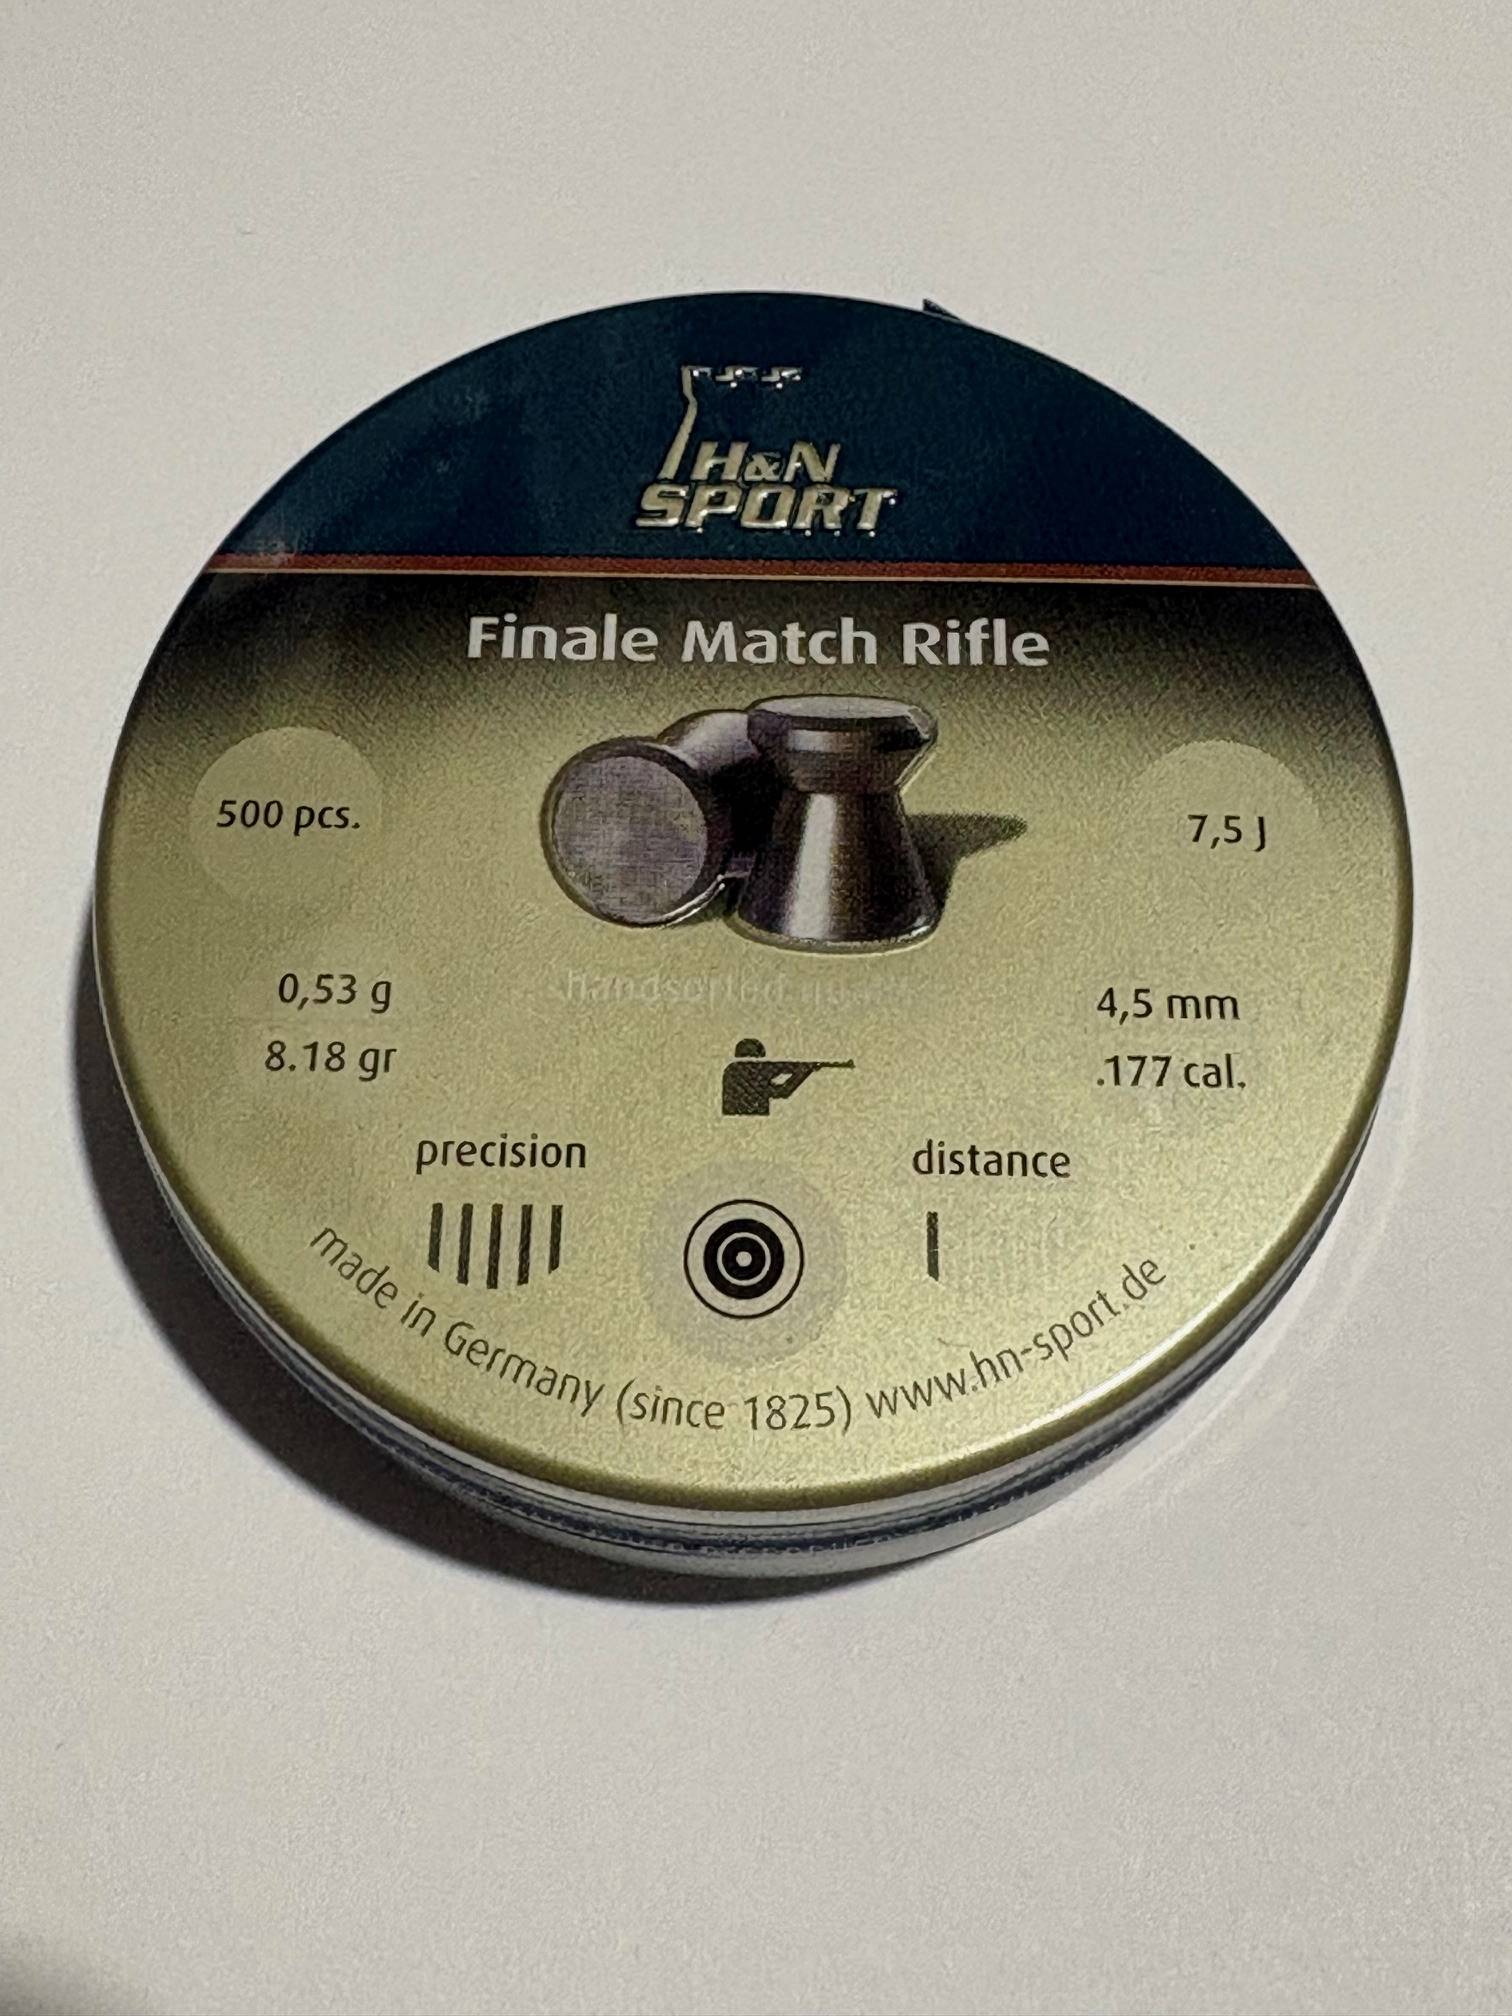 H&N
SPORT
Finale Match Rifle
500 pcs.
7,5 J
handsorted
0,53 g
8.18 gr
4,5 mm
.177 cal.
precision
distance
made in Germany (since 1825) www.hn-sport.de